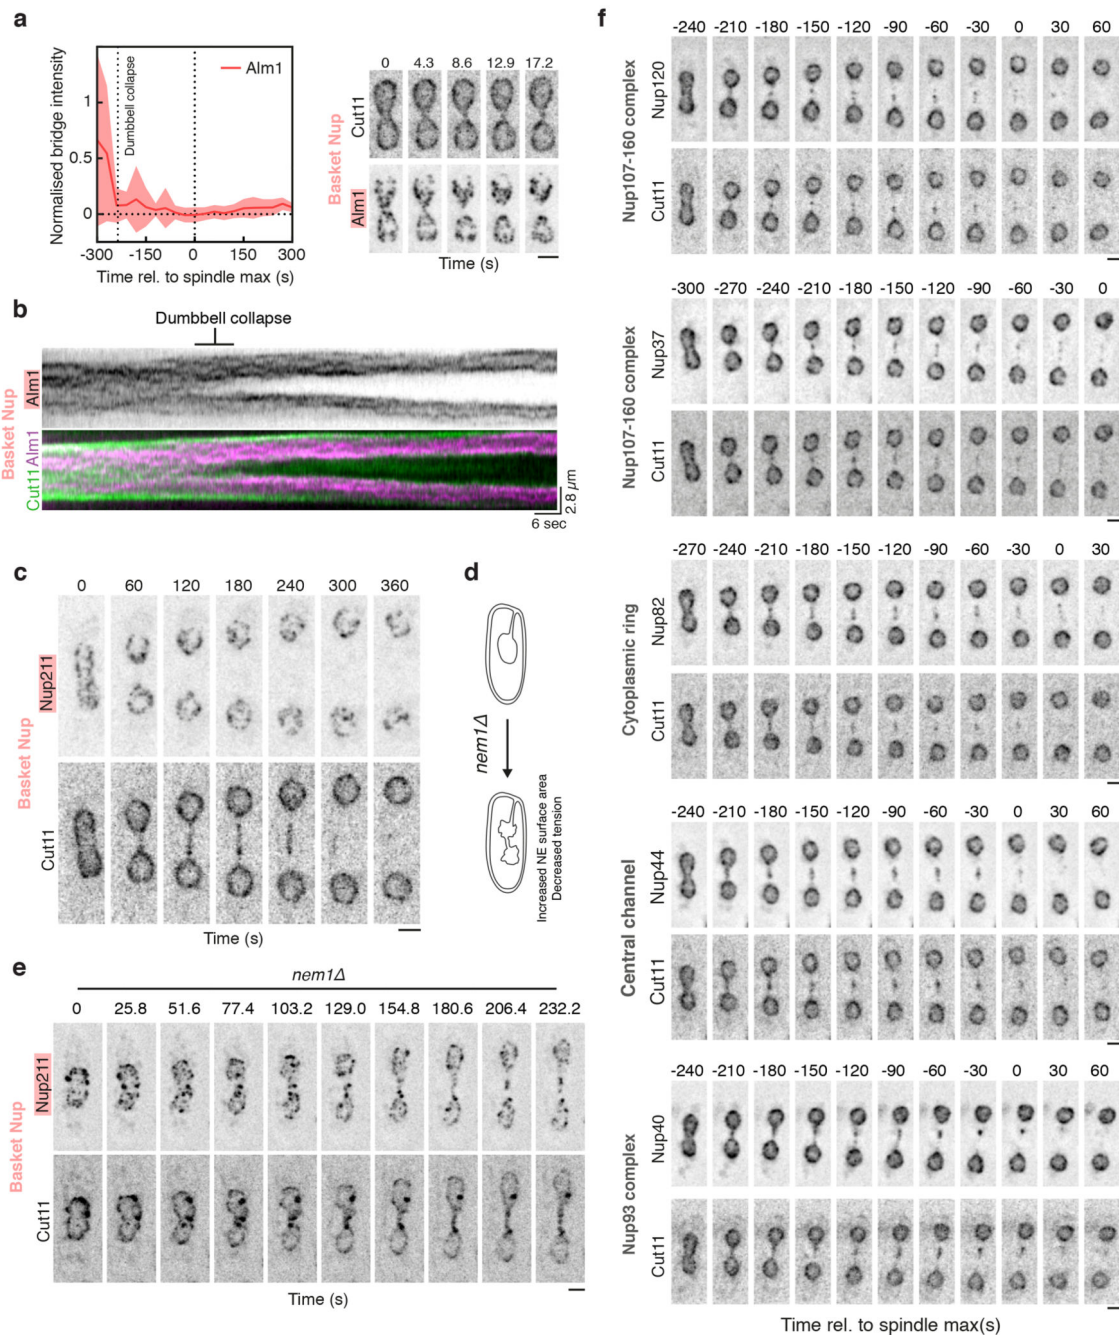 a
Normalised bridge intensity
1
0.5
0
Alm1
Dumbbell collapse
-300 -150 0 150 300
Time rel. to spindle max (s)
Basket Nup
0 4.3 8.6 12.9 17.2
Cut11
Alm1
Time (s)
b
Dumbbell collapse
Basket Nup
Alm1
Cut11 Alm1
2.8 µm
6 sec
c
0 60 120 180 240 300 360
Basket Nup
Nup211
Cut11
Time (s)
d
nem1Δ
Increased NE surface area
Decreased tension
e
nem1Δ
0 25.8 51.6 77.4 103.2 129.0 154.8 180.6 206.4 232.2
Basket Nup
Nup211
Cut11
Time (s)
f
-240 -210 -180 -150 -120 -90 -60 -30 0 30 60
Nup107-160 complex
Nup120
Cut11
-300 -270 -240 -210 -180 -150 -120 -90 -60 -30 0
Nup107-160 complex
Nup37
Cut11
-270 -240 -210 -180 -150 -120 -90 -60 -30 0 30
Cytoplasmic ring
Nup82
Cut11
-240 -210 -180 -150 -120 -90 -60 -30 0 30 60
Central channel
Nup44
Cut11
-240 -210 -180 -150 -120 -90 -60 -30 0 30 60
Nup93 complex
Nup40
Cut11
Time rel. to spindle max(s)